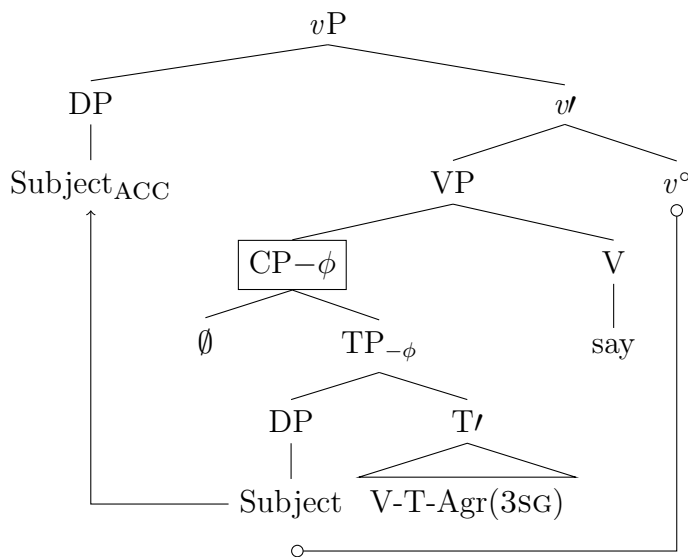 vP
DP v′
Subject_ACC VP v°
CP−ϕ V
∅ TP_−ϕ say
DP T′
Subject V-T-Agr(3SG)